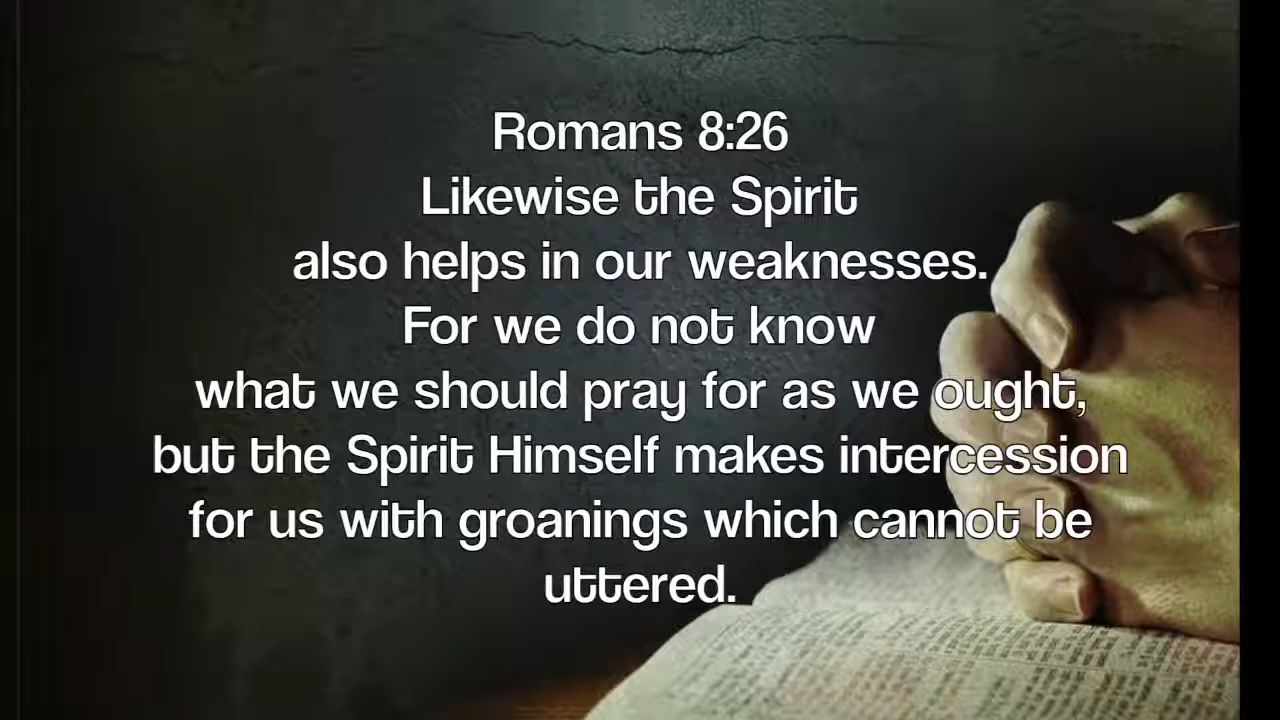 Romans 8:26
Likewise the Spirit
also helps in our weaknesses.
For we do not know
what we should pray for as we ought,
but the Spirit Himself makes intercession
for us with groanings which cannot be
uttered.